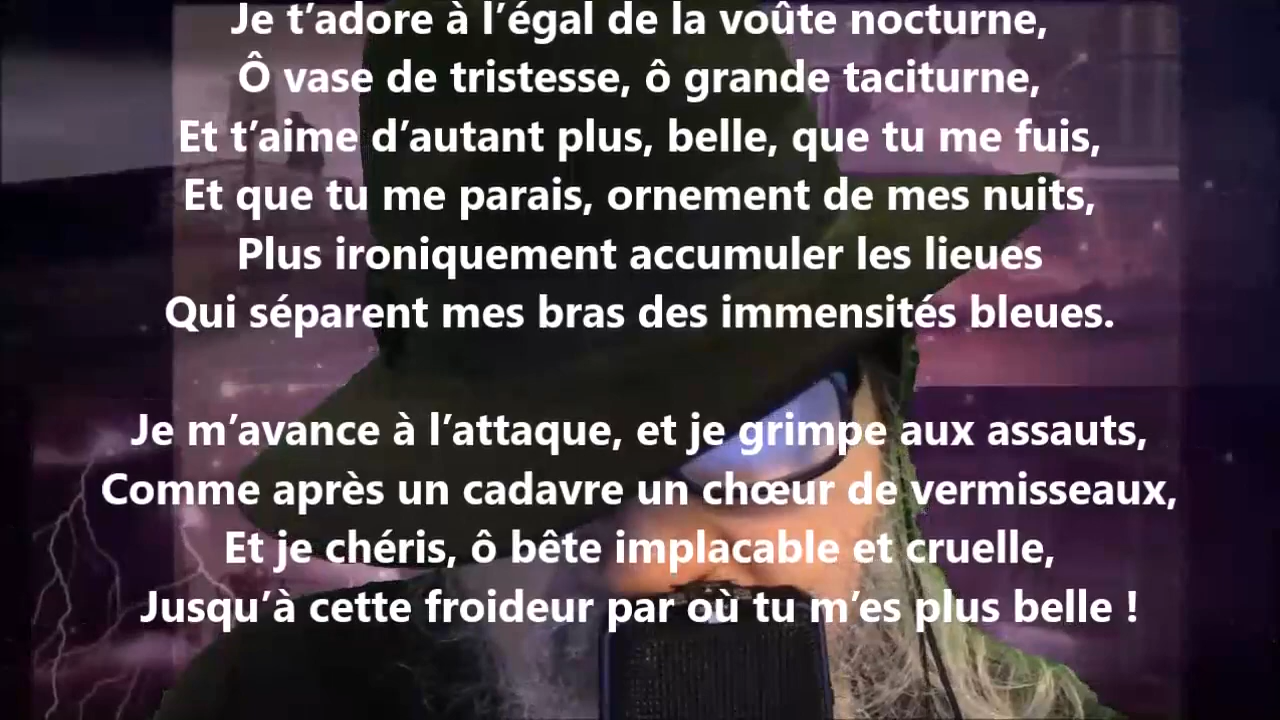 Je t’adore à l’égal de la voûte nocturne,
Ô vase de tristesse, ô grande taciturne,
Et t’aime d’autant plus, belle, que tu me fuis,
Et que tu me parais, ornement de mes nuits,
Plus ironiquement accumuler les lieues
Qui séparent mes bras des immensités bleues.
Je m’avance à l’attaque, et je grimpe aux assauts,
Comme après un cadavre un chœur de vermisseaux,
Et je chéris, ô bête implacable et cruelle,
Jusqu’à cette froideur par où tu m’es plus belle !